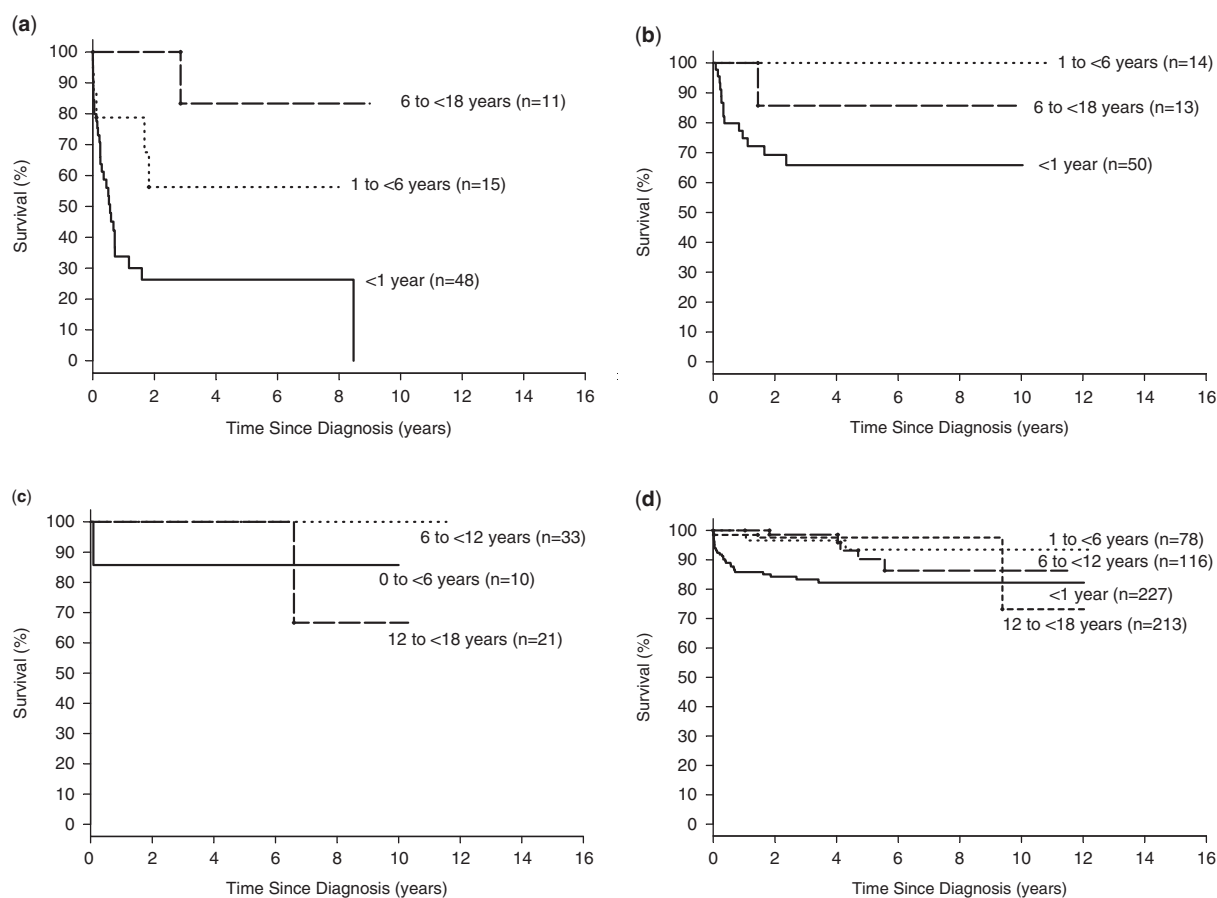 (a)
100
90
80
70
60
50
40
30
20
10
0
Survival (%)
6 to <18 years (n=11)
1 to <6 years (n=15)
<1 year (n=48)
0 2 4 6 8 10 12 14 16
Time Since Diagnosis (years)
(b)
100
90
80
70
60
50
40
30
20
10
0
Survival (%)
1 to <6 years (n=14)
6 to <18 years (n=13)
<1 year (n=50)
0 2 4 6 8 10 12 14 16
Time Since Diagnosis (years)
(c)
100
90
80
70
60
50
40
30
20
10
0
Survival (%)
6 to <12 years (n=33)
0 to <6 years (n=10)
12 to <18 years (n=21)
0 2 4 6 8 10 12 14 16
Time Since Diagnosis (years)
(d)
100
90
80
70
60
50
40
30
20
10
0
Survival (%)
1 to <6 years (n=78)
6 to <12 years (n=116)
<1 year (n=227)
12 to <18 years (n=213)
0 2 4 6 8 10 12 14 16
Time Since Diagnosis (years)